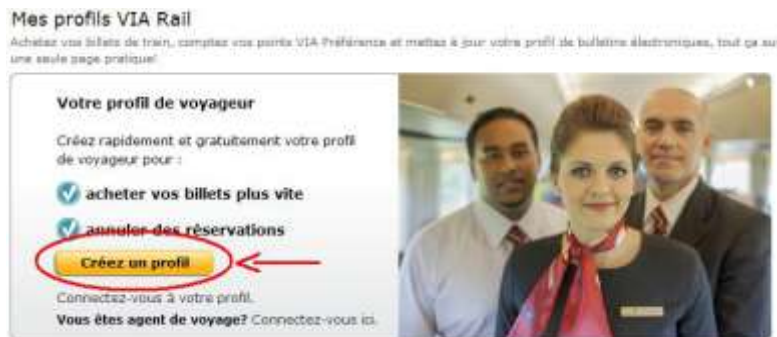 Mes profils VIA Rail
Achetez vos billets de train, comptez vos points VIA Préférence et mettez à jour votre profil de bulletins électroniques, tout ça su
une seule page pratique!
Votre profil de voyageur
Créez rapidement et gratuitement votre profil
de voyageur pour :
acheter vos billets plus vite
annuler des réservations
Créez un profil
Connectez-vous à votre profil.
Vous êtes agent de voyage? Connectez-vous ici.